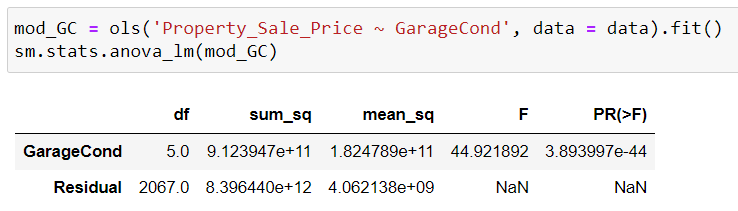 mod_GC = ols('Property_Sale_Price ~ GarageCond', data = data).fit()
sm.stats.anova_lm(mod_GC)
df sum_sq mean_sq F PR(>F)
GarageCond 5.0 9.123947e+11 1.824789e+11 44.921892 3.893997e-44
Residual 2067.0 8.396440e+12 4.062138e+09 NaN NaN